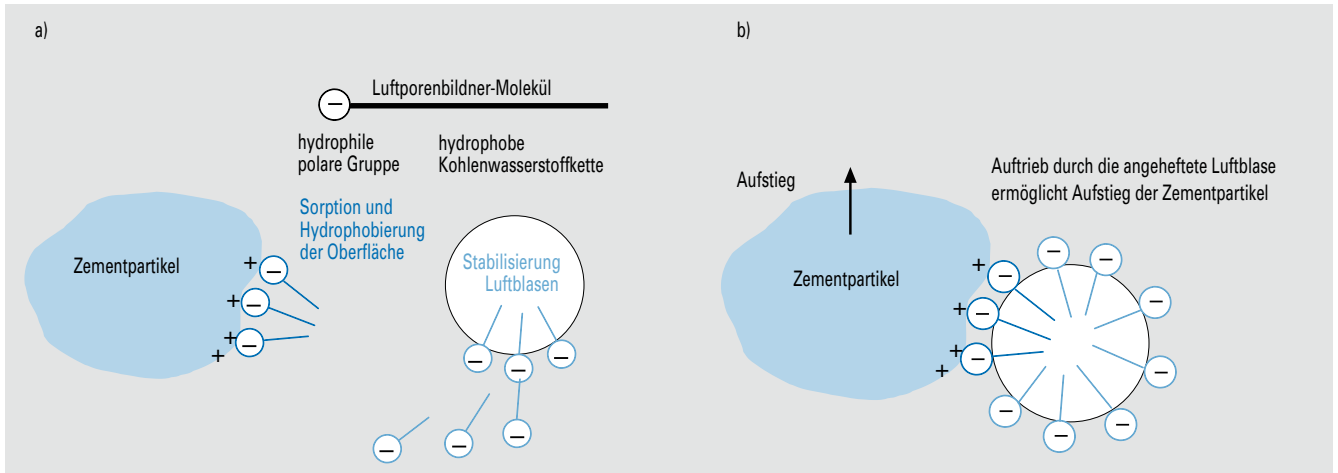 a)
Luftporenbildner-Molekül
−
hydrophile
polare Gruppe
hydrophobe
Kohlenwasserstoffkette
Sorption und
Hydrophobierung
der Oberfläche
Zementpartikel
+ −
+ −
+ −
+
Stabilisierung
Luftblasen
− − −
− − −
b)
Aufstieg
Auftrieb durch die angeheftete Luftblase
ermöglicht Aufstieg der Zementpartikel
Zementpartikel
+ − − −
+ − −
+ − −
+
− − −